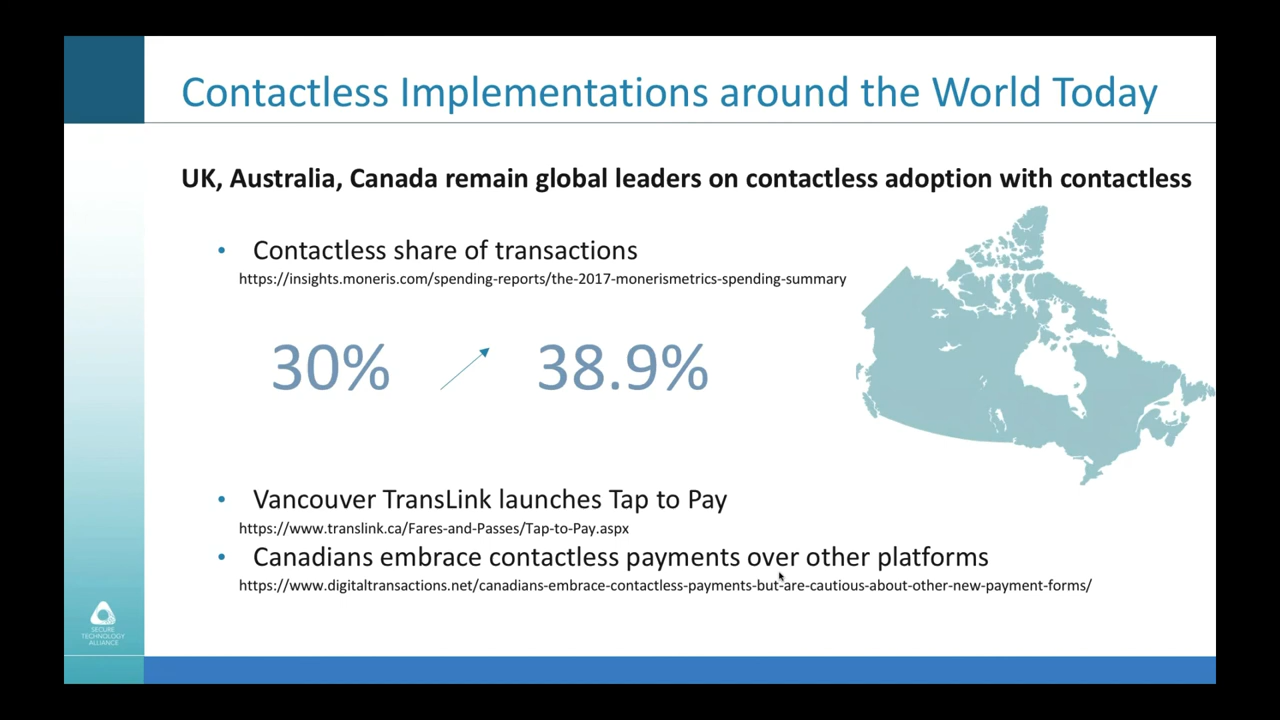 Contactless Implementations around the World Today
UK, Australia, Canada remain global leaders on contactless adoption with contactless
• Contactless share of transactions
https://insights.moneris.com/spending-reports/the-2017-monerismetrics-spending-summary
30% 38.9%
• Vancouver TransLink launches Tap to Pay
https://www.translink.ca/Fares-and-Passes/Tap-to-Pay.aspx
• Canadians embrace contactless payments over other platforms
https://www.digitaltransactions.net/canadians-embrace-contactless-payments-but-are-cautious-about-other-new-payment-forms/
SECURE
TECHNOLOGY
ALLIANCE